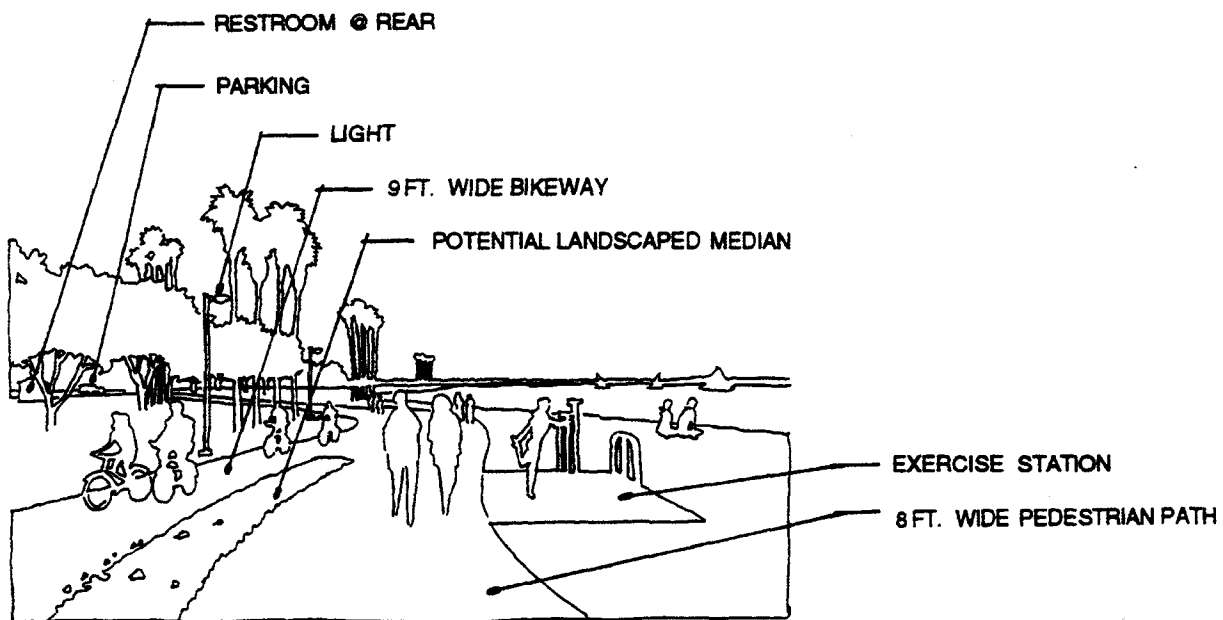 RESTROOM @ REAR
PARKING
LIGHT
9 FT. WIDE BIKEWAY
POTENTIAL LANDSCAPED MEDIAN
EXERCISE STATION
8 FT. WIDE PEDESTRIAN PATH